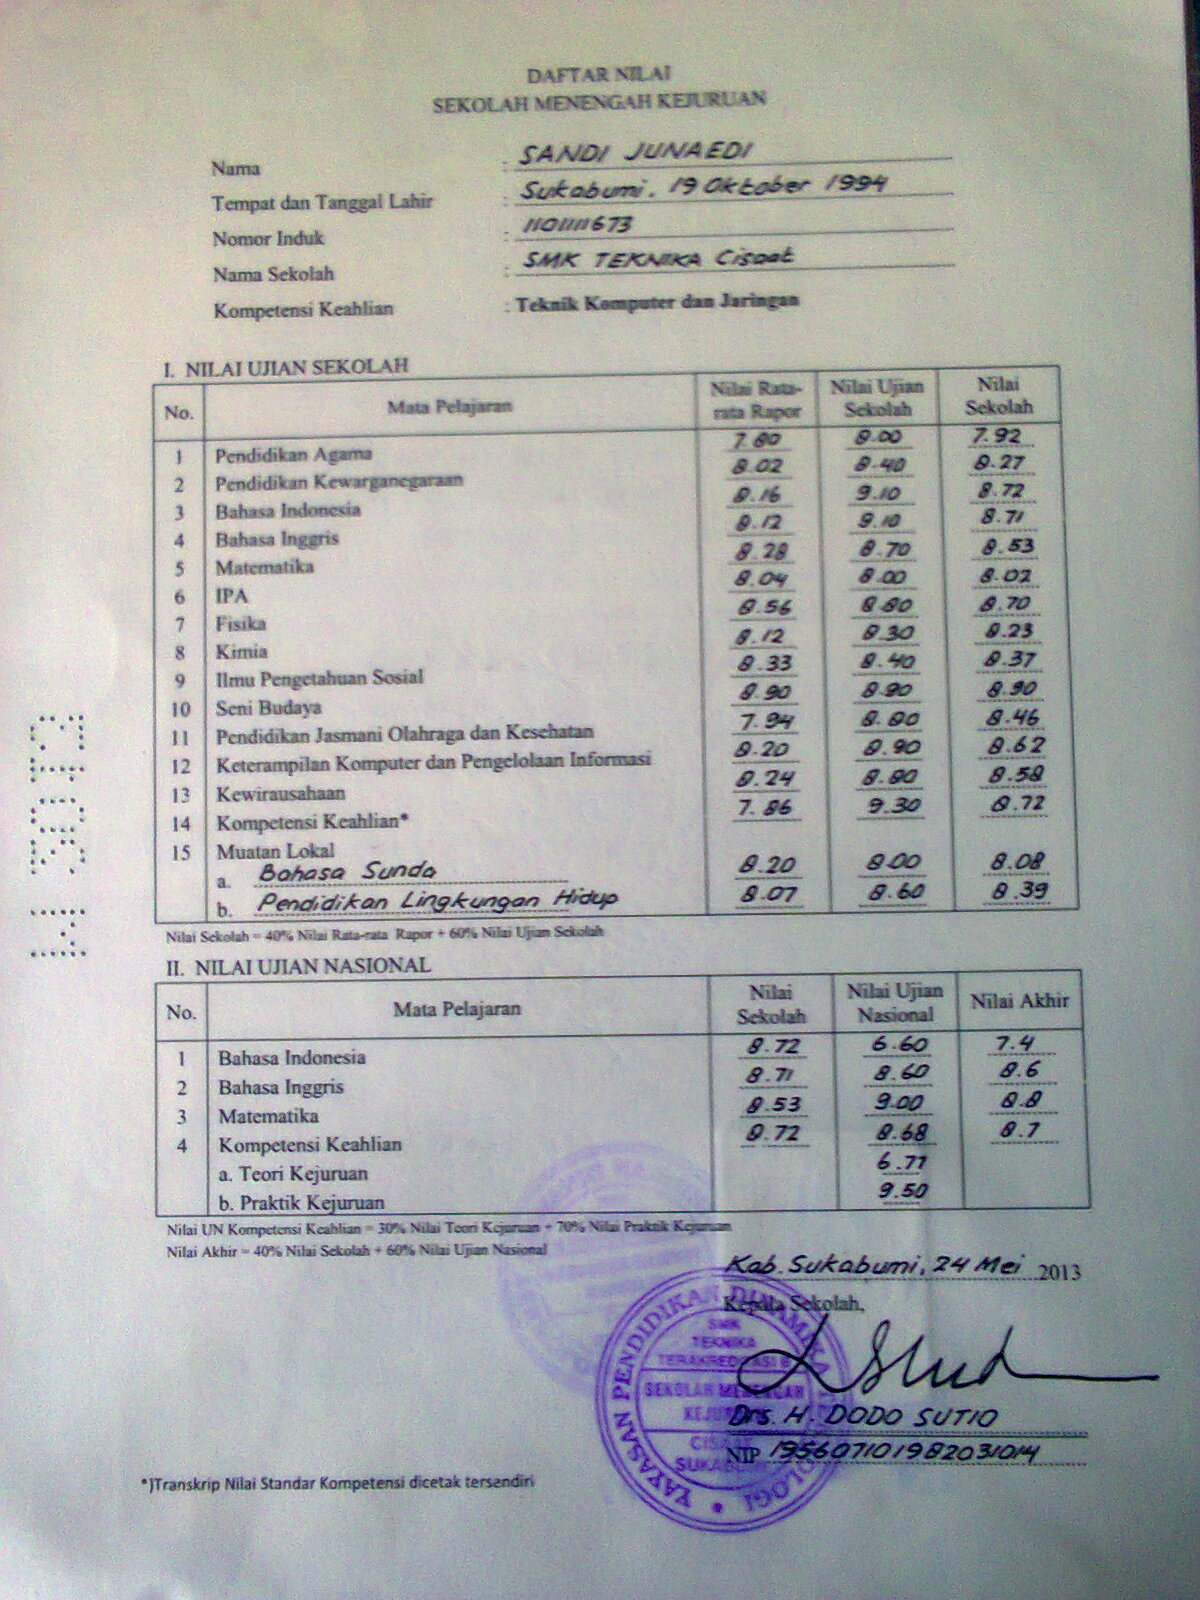 DAFTAR NILAI
SEKOLAH MENENGAH KEJURUAN
Nama : SANDI JUNAEDI
Tempat dan Tanggal Lahir : Sukabumi, 19 Oktober 1994
Nomor Induk : 1101111673
Nama Sekolah : SMK TEKNIKA Cisaat
Kompetensi Keahlian : Teknik Komputer dan Jaringan
I. NILAI UJIAN SEKOLAH
No. Mata Pelajaran Nilai Rata-rata Rapor Nilai Ujian Sekolah Nilai Sekolah
1 Pendidikan Agama 7.80 8.00 7.92
2 Pendidikan Kewarganegaraan 8.02 8.40 8.27
3 Bahasa Indonesia 8.16 9.10 8.72
4 Bahasa Inggris 8.12 9.10 8.71
5 Matematika 8.28 8.70 8.53
6 IPA 8.04 8.00 8.02
7 Fisika 8.56 8.80 8.70
8 Kimia 8.12 8.30 8.23
9 Ilmu Pengetahuan Sosial 8.33 8.40 8.37
10 Seni Budaya 8.90 8.90 8.90
11 Pendidikan Jasmani Olahraga dan Kesehatan 7.94 8.80 8.46
12 Keterampilan Komputer dan Pengelolaan Informasi 8.20 8.90 8.62
13 Kewirausahaan 8.24 8.80 8.58
14 Kompetensi Keahlian* 7.86 9.30 8.72
15 Muatan Lokal
a. Bahasa Sunda 8.20 8.00 8.08
b. Pendidikan Lingkungan Hidup 8.07 8.60 8.39
Nilai Sekolah = 40% Nilai Rata-rata Rapor + 60% Nilai Ujian Sekolah
II. NILAI UJIAN NASIONAL
No. Mata Pelajaran Nilai Sekolah Nilai Ujian Nasional Nilai Akhir
1 Bahasa Indonesia 8.72 6.60 7.4
2 Bahasa Inggris 8.71 8.60 8.6
3 Matematika 8.53 9.00 8.8
4 Kompetensi Keahlian 8.72 8.68 8.7
a. Teori Kejuruan 6.77
b. Praktik Kejuruan 9.50
Nilai UN Kompetensi Keahlian = 30% Nilai Teori Kejuruan + 70% Nilai Praktik Kejuruan
Nilai Akhir = 40% Nilai Sekolah + 60% Nilai Ujian Nasional
Kab. Sukabumi, 24 Mei 2013
Kepala Sekolah,
YAYASAN PENDIDIKAN DINAMIKA
SMK
TEKNIKA
TERAKREDITASI B
SEKOLAH MENENGAH
KEJURUAN
Drs. H. DODO SUTIO
NIP 195607101982031014
*)Transkrip Nilai Standar Kompetensi dicetak tersendiri